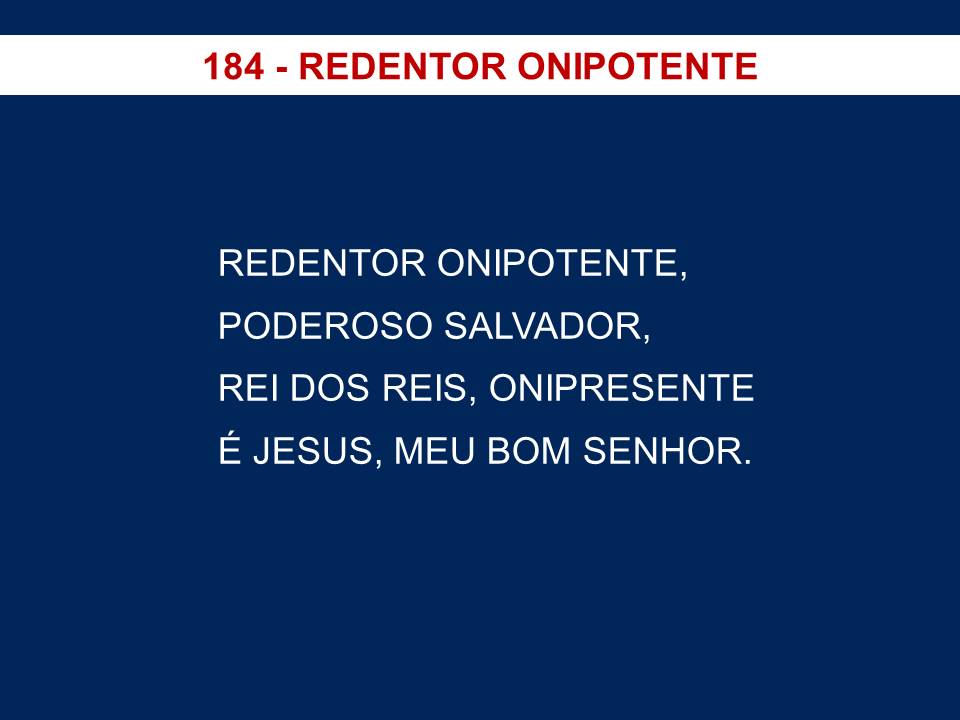 184 - REDENTOR ONIPOTENTE
REDENTOR ONIPOTENTE,
PODEROSO SALVADOR,
REI DOS REIS, ONIPRESENTE
É JESUS, MEU BOM SENHOR.